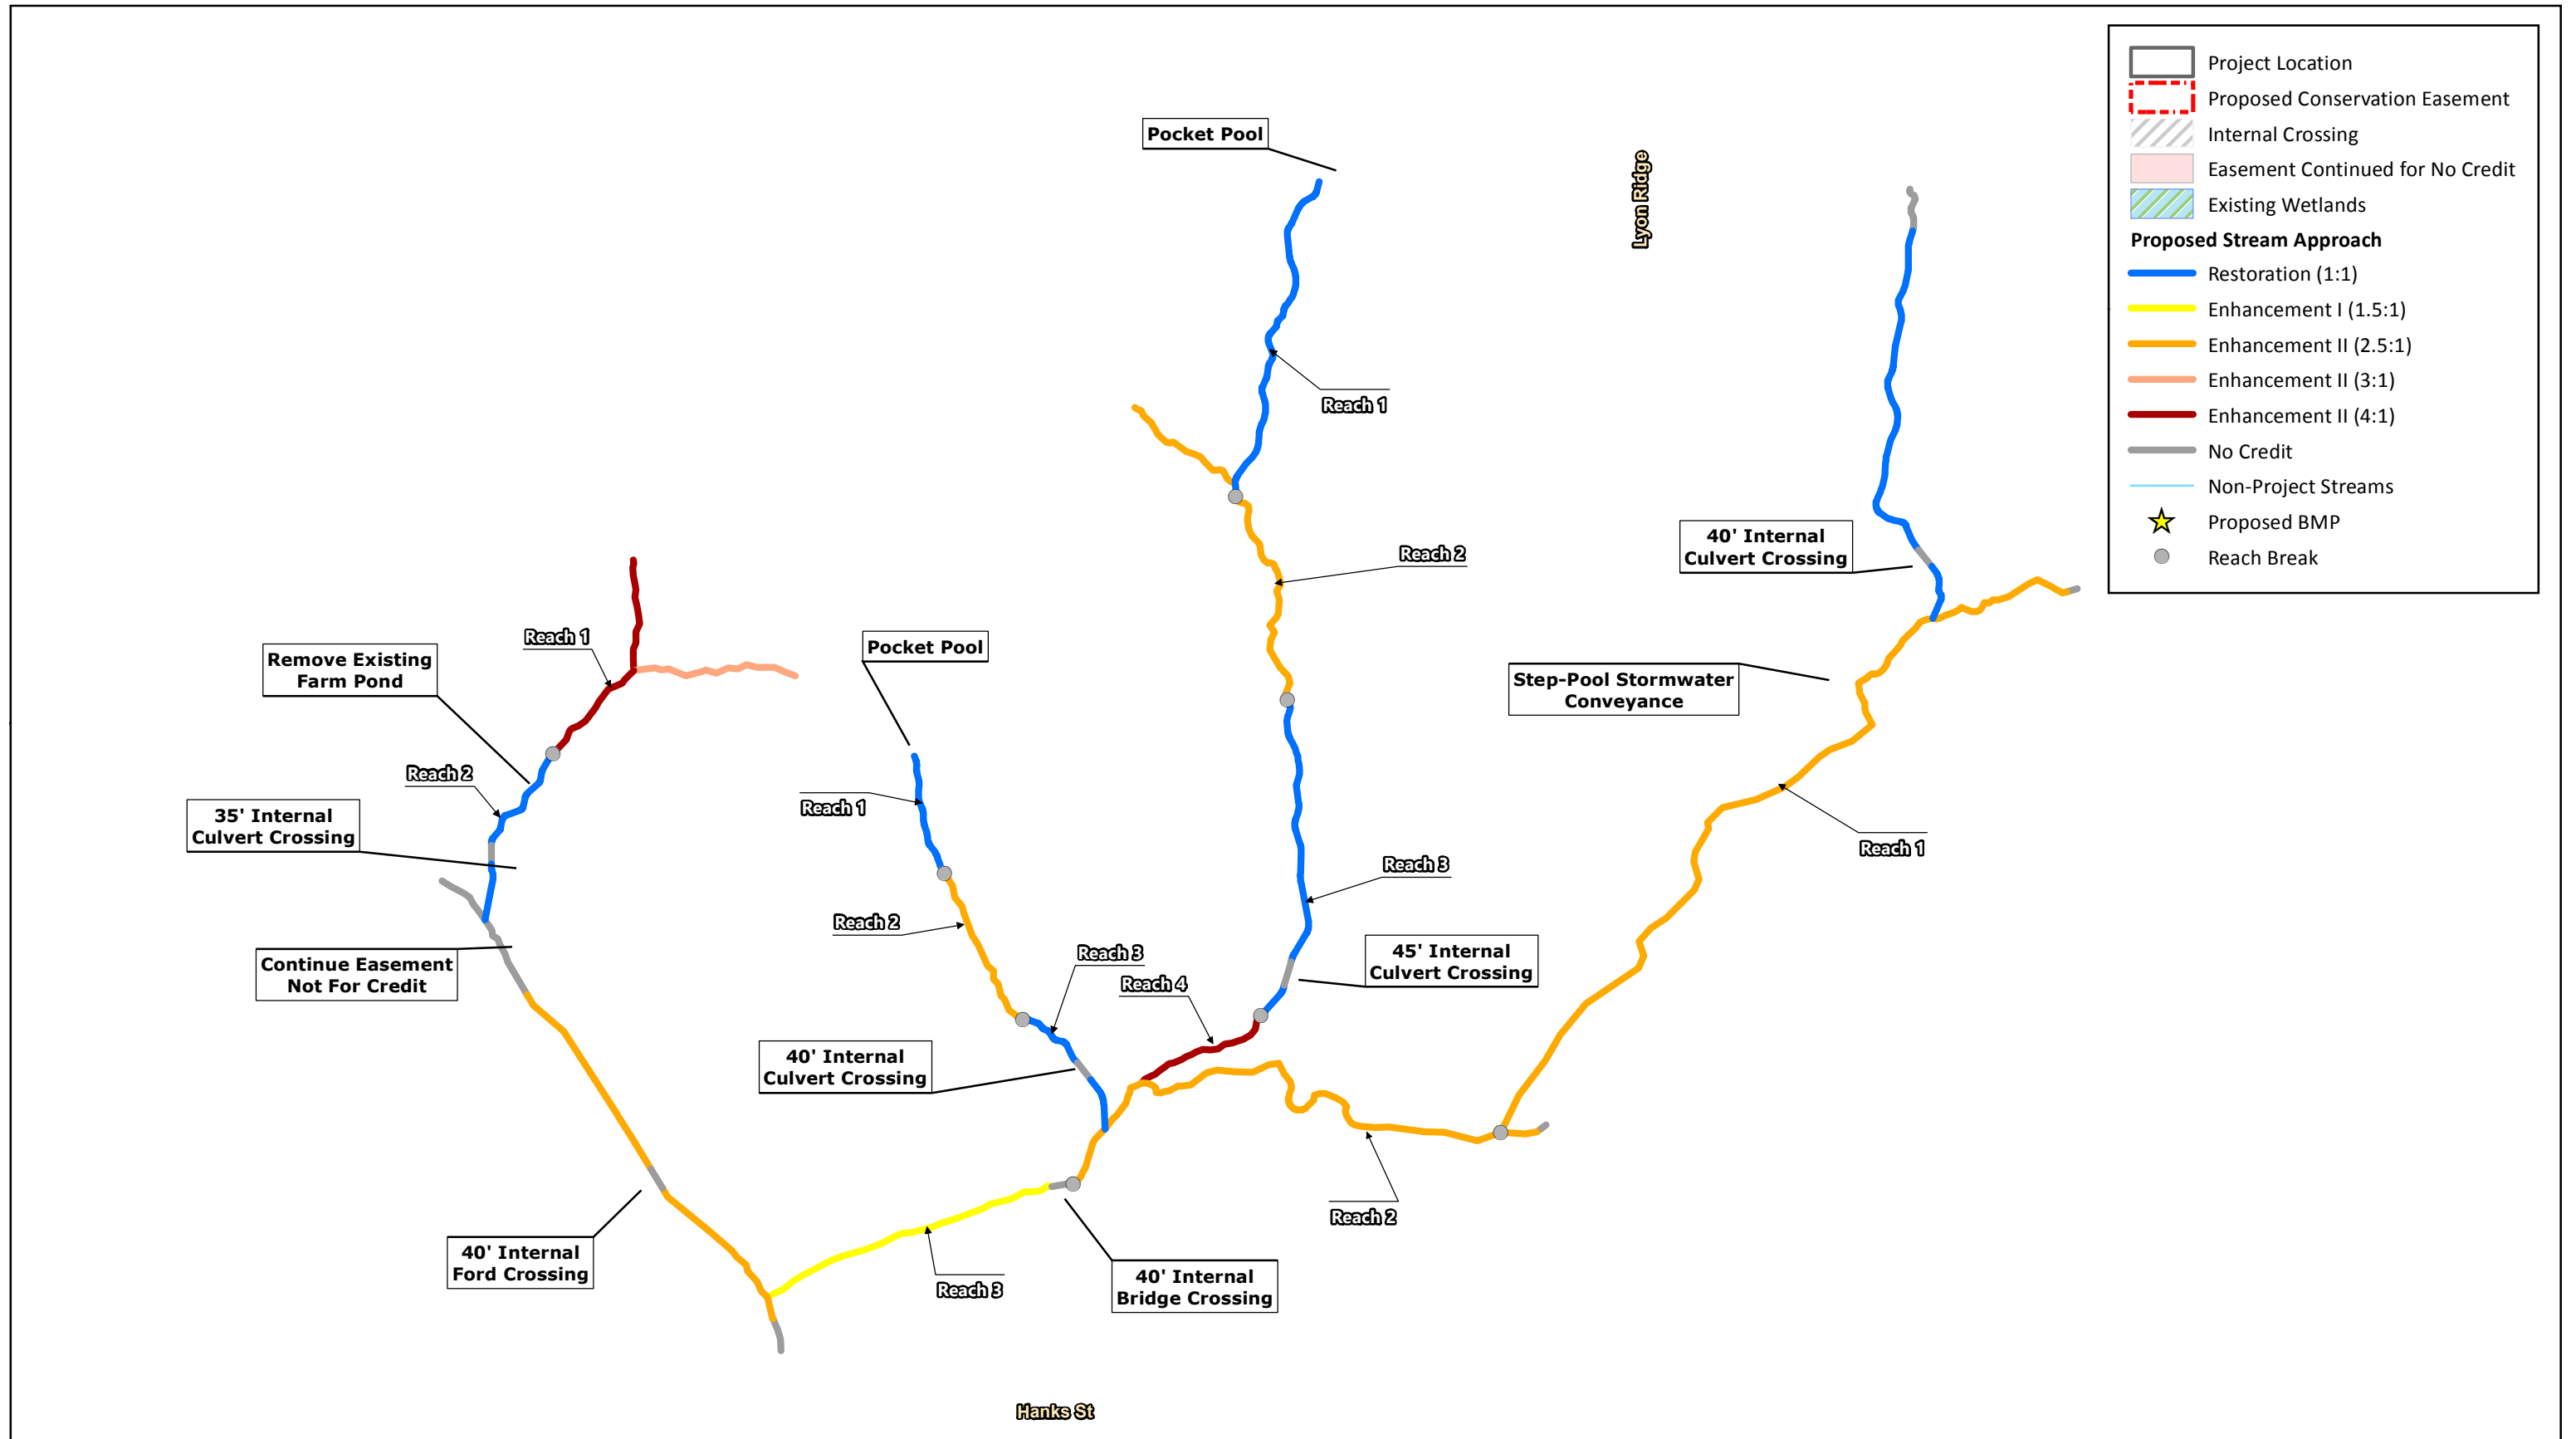 Project Location
Proposed Conservation Easement
Internal Crossing
Easement Continued for No Credit
Existing Wetlands
Proposed Stream Approach
Restoration (1:1)
Enhancement I (1.5:1)
Enhancement II (2.5:1)
Enhancement II (3:1)
Enhancement II (4:1)
No Credit
Non-Project Streams
Proposed BMP
Reach Break
Pocket Pool
Lyon Ridge
Reach 1
Reach 2
40' Internal
Culvert Crossing
Reach 1
Remove Existing
Farm Pond
Pocket Pool
Step-Pool Stormwater
Conveyance
Reach 2
35' Internal
Culvert Crossing
Reach 1
Reach 1
Reach 3
Reach 2
Continue Easement
Not For Credit
Reach 3
45' Internal
Culvert Crossing
Reach 4
40' Internal
Culvert Crossing
Reach 2
40' Internal
Ford Crossing
Reach 3
40' Internal
Bridge Crossing
Hanks St